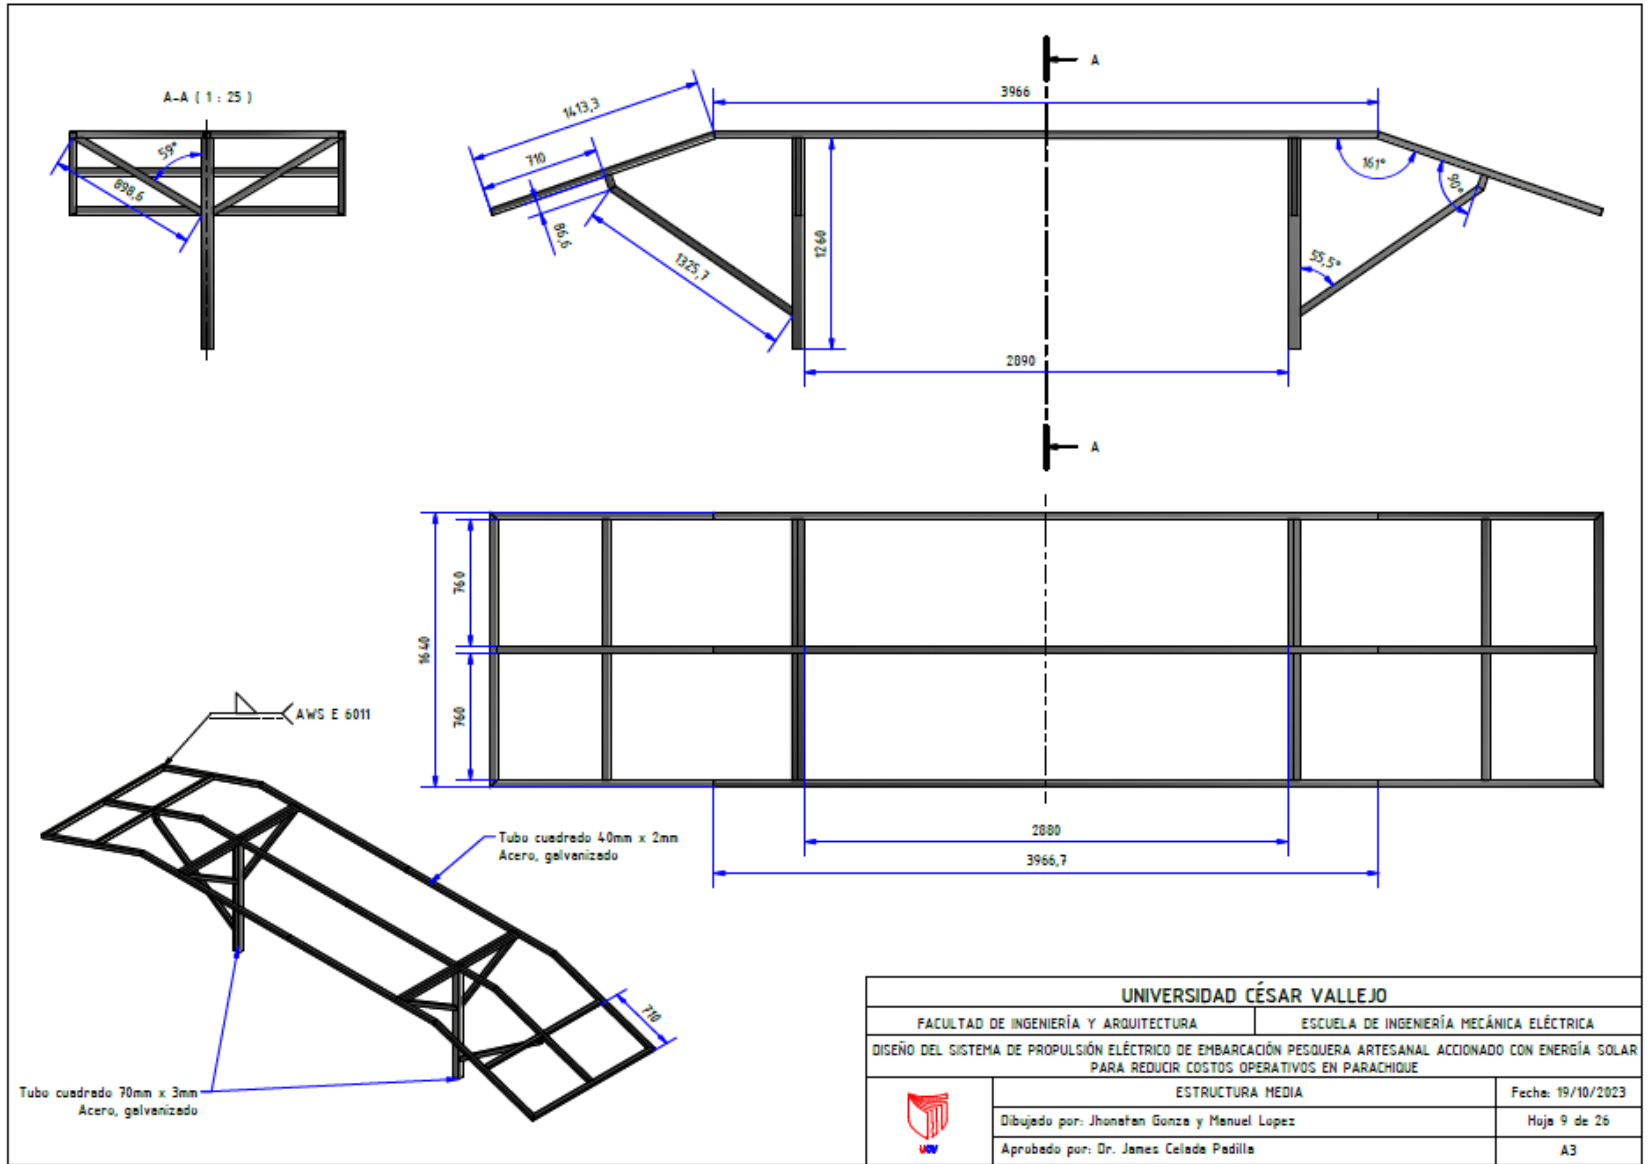 A-A ( 1 : 25 )
59°
898,6
A
3966
1413,3
710
86,6
1325,7
1260
161°
90°
55,5°
2890
A
760
1640
760
2880
3966,7
AWS E 6011
Tubo cuadrado 40mm x 2mm
Acero, galvanizado
710
Tubo cuadrado 70mm x 3mm
Acero, galvanizado
UNIVERSIDAD CÉSAR VALLEJO
FACULTAD DE INGENIERÍA Y ARQUITECTURA
ESCUELA DE INGENIERÍA MECÁNICA ELÉCTRICA
DISEÑO DEL SISTEMA DE PROPULSIÓN ELÉCTRICO DE EMBARCACIÓN PESQUERA ARTESANAL ACCIONADO CON ENERGÍA SOLAR
PARA REDUCIR COSTOS OPERATIVOS EN PARACHIQUE
ESTRUCTURA MEDIA
Fecha: 19/10/2023
Dibujado por: Jhonatan Gonza y Manuel Lopez
Hoja 9 de 26
UCV
Aprobado por: Dr. James Celada Padilla
A3